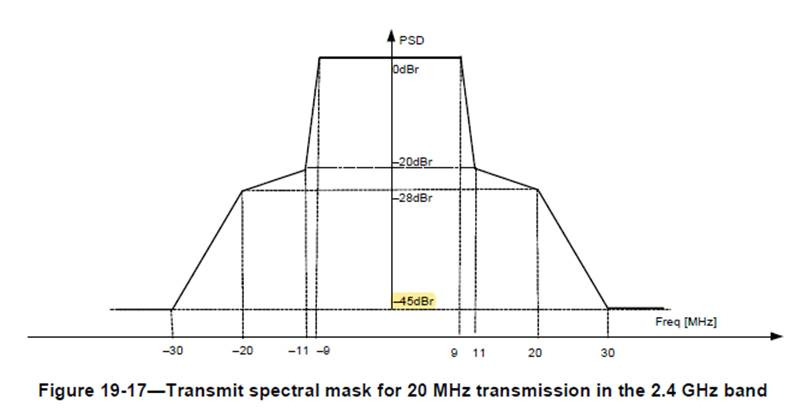 PSD
0dBr
–20dBr
–28dBr
–45dBr
Freq [MHz]
–30 –20 –11 –9 9 11 20 30
Figure 19-17—Transmit spectral mask for 20 MHz transmission in the 2.4 GHz band